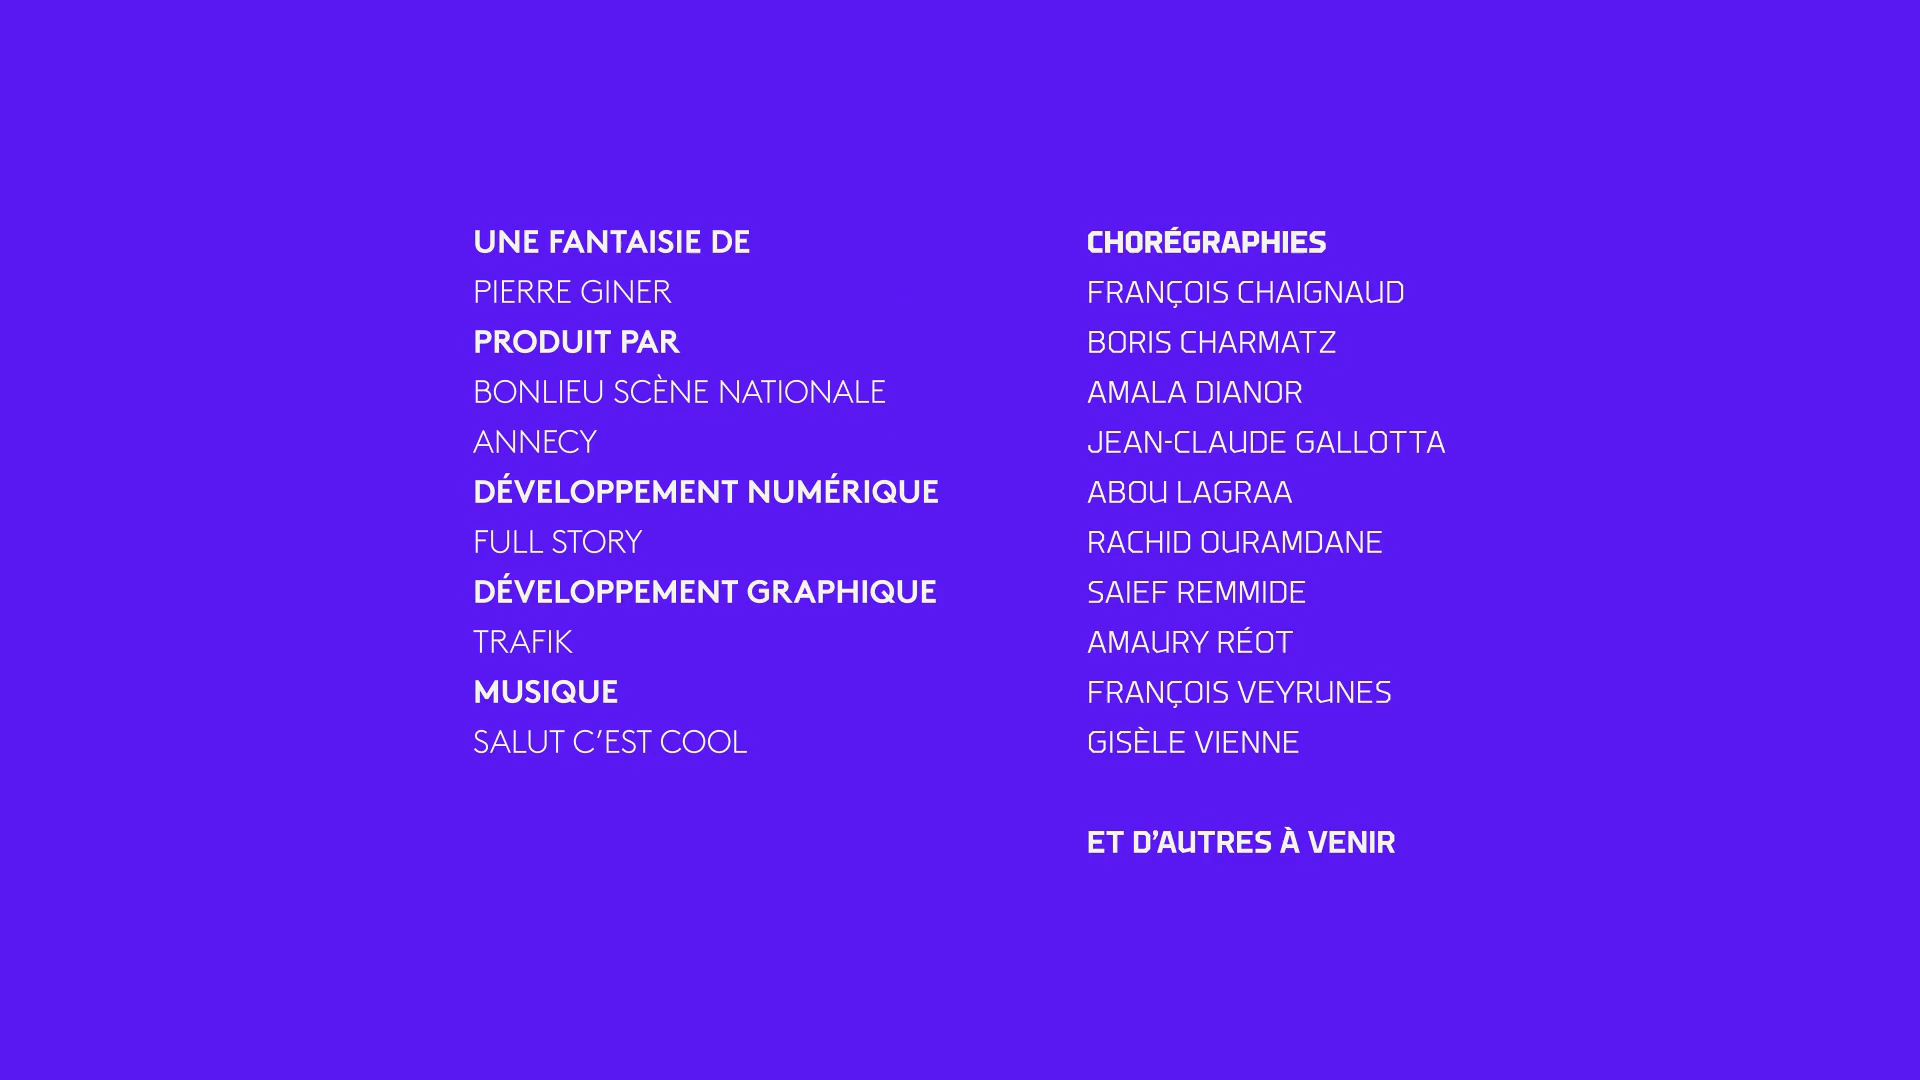 UNE FANTAISIE DE
PIERRE GINER
PRODUIT PAR
BONLIEU SCÈNE NATIONALE
ANNECY
DÉVELOPPEMENT NUMÉRIQUE
FULL STORY
DÉVELOPPEMENT GRAPHIQUE
TRAFIK
MUSIQUE
SALUT C’EST COOL
CHORÉGRAPHIES
FRANÇOIS CHAIGNAUD
BORIS CHARMATZ
AMALA DIANOR
JEAN-CLAUDE GALLOTTA
ABOU LAGRAA
RACHID OURAMDANE
SAIEF REMMIDE
AMAURY RÉOT
FRANÇOIS VEYRUNES
GISÈLE VIENNE
ET D’AUTRES À VENIR